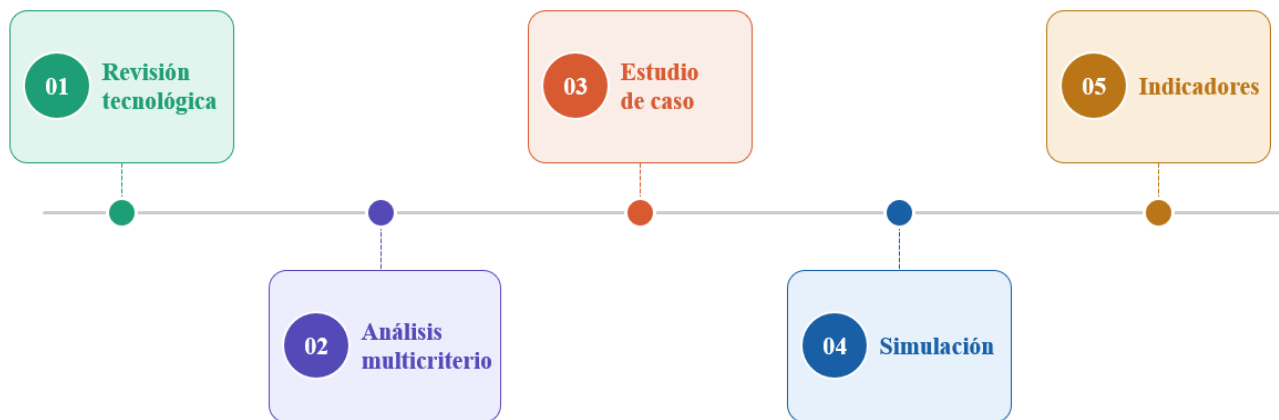 01
Revisión
tecnológica
02
Análisis
multicriterio
03
Estudio
de caso
04
Simulación
05
Indicadores